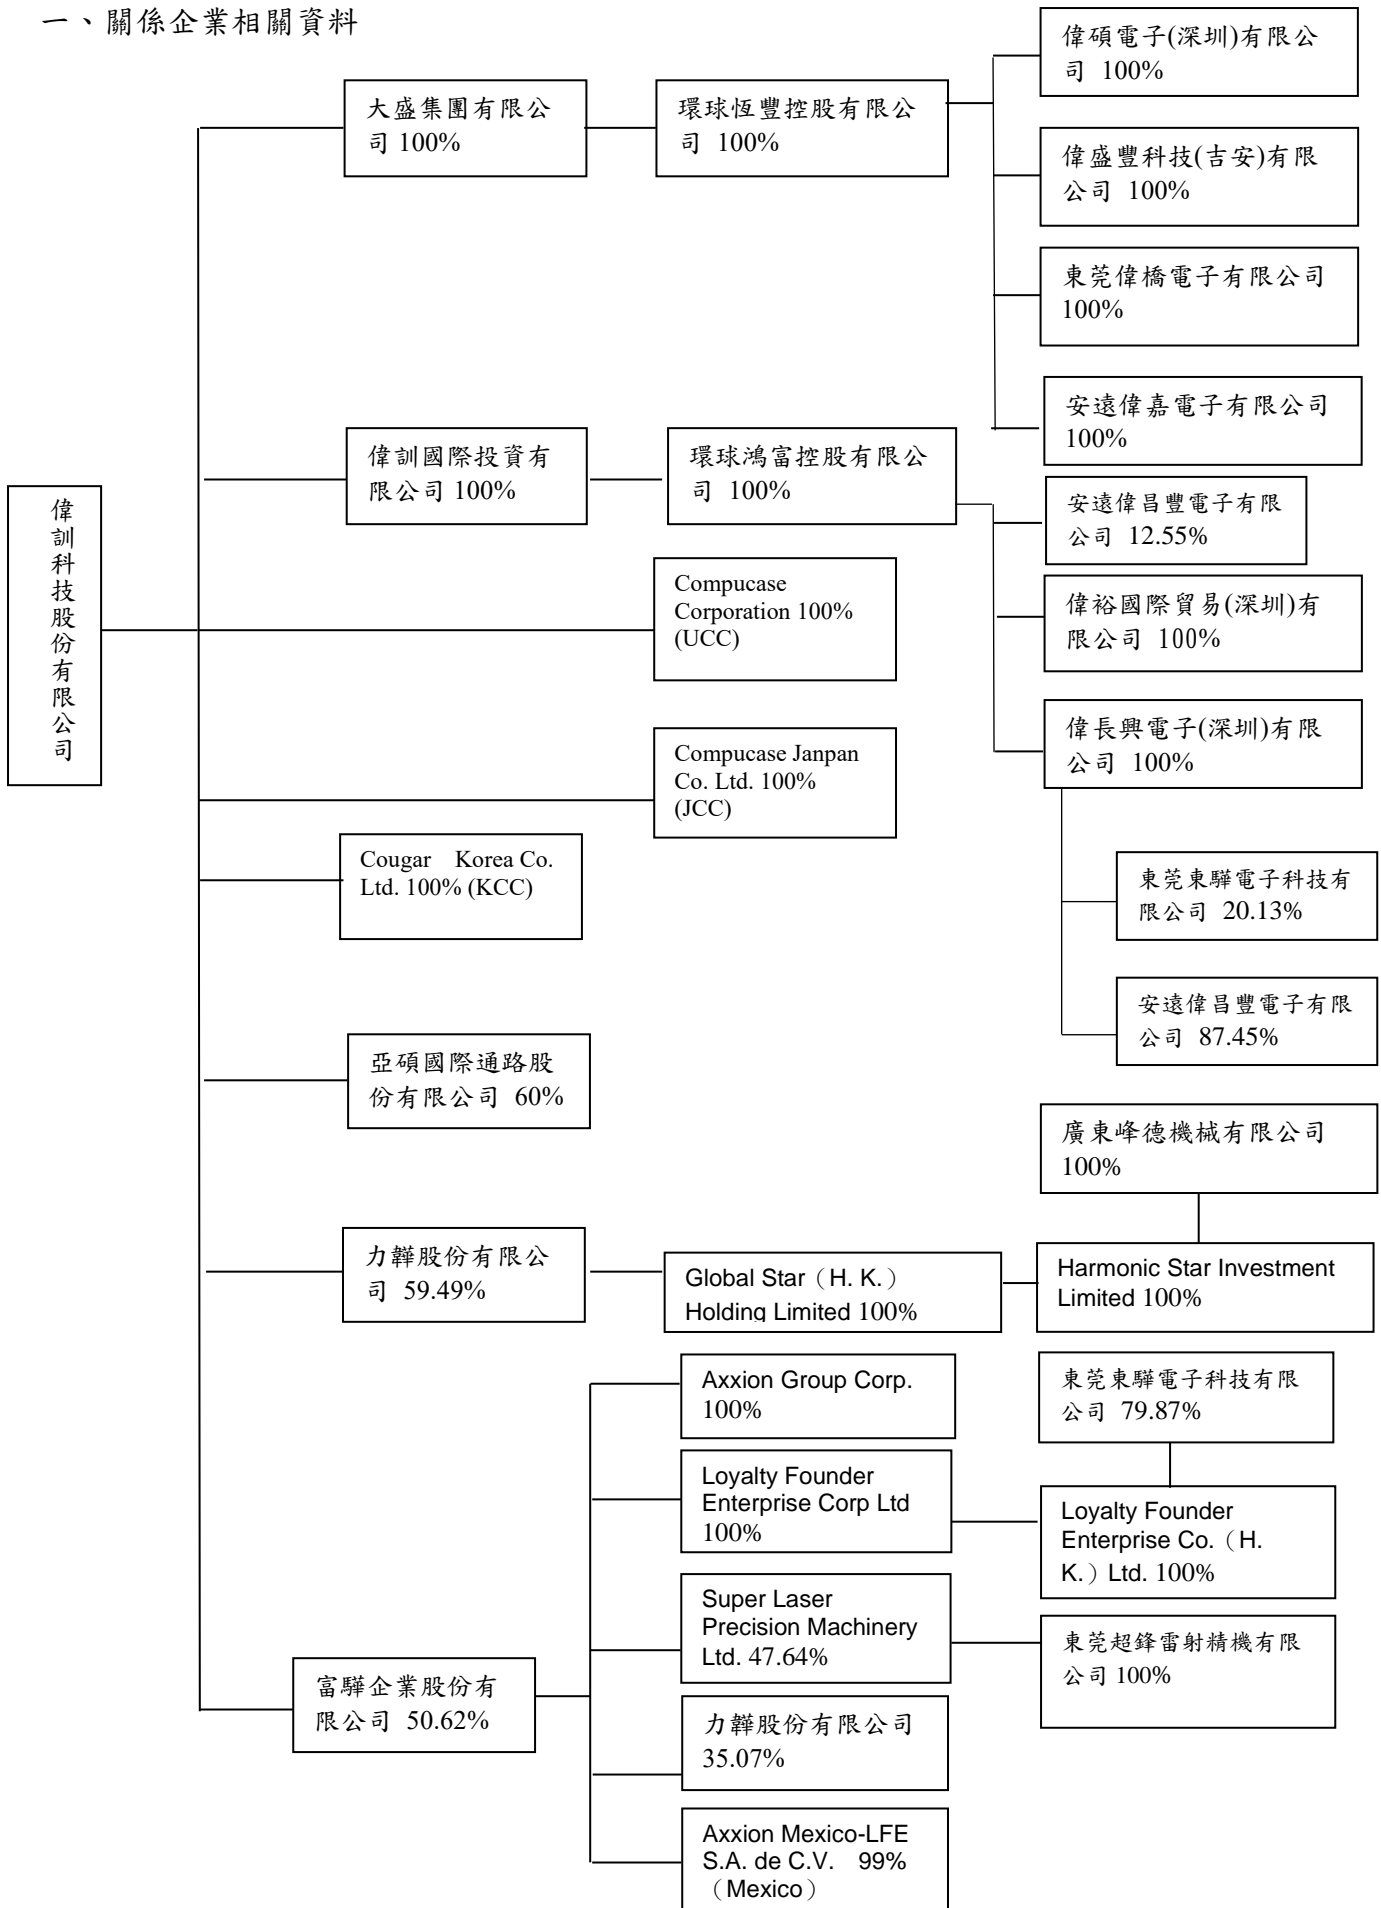 一、關係企業相關資料
偉訓科技股份有限公司
大盛集團有限公
司 100%
環球恆豐控股有限公
司 100%
偉碩電子(深圳)有限公
司 100%
偉盛豐科技(吉安)有限
公司 100%
東莞偉橋電子有限公司
100%
安遠偉嘉電子有限公司
100%
偉訓國際投資有
限公司 100%
環球鴻富控股有限公
司 100%
安遠偉昌豐電子有限
公司 12.55%
偉裕國際貿易(深圳)有
限公司 100%
偉長興電子(深圳)有限
公司 100%
東莞東驊電子科技有
限公司 20.13%
安遠偉昌豐電子有限
公司 87.45%
Compucase
Corporation 100%
(UCC)
Compucase Janpan
Co. Ltd. 100%
(JCC)
Cougar Korea Co.
Ltd. 100% (KCC)
亞碩國際通路股
份有限公司 60%
力韡股份有限公
司 59.49%
Global Star（H. K.）
Holding Limited 100%
Harmonic Star Investment
Limited 100%
廣東峰德機械有限公司
100%
富驊企業股份有
限公司 50.62%
Axxion Group Corp.
100%
Loyalty Founder
Enterprise Corp Ltd
100%
Loyalty Founder
Enterprise Co.（H.
K.）Ltd. 100%
東莞東驊電子科技有限
公司 79.87%
Super Laser
Precision Machinery
Ltd. 47.64%
東莞超鋒雷射精機有限
公司 100%
力韡股份有限公司
35.07%
Axxion Mexico-LFE
S.A. de C.V. 99%
（Mexico）